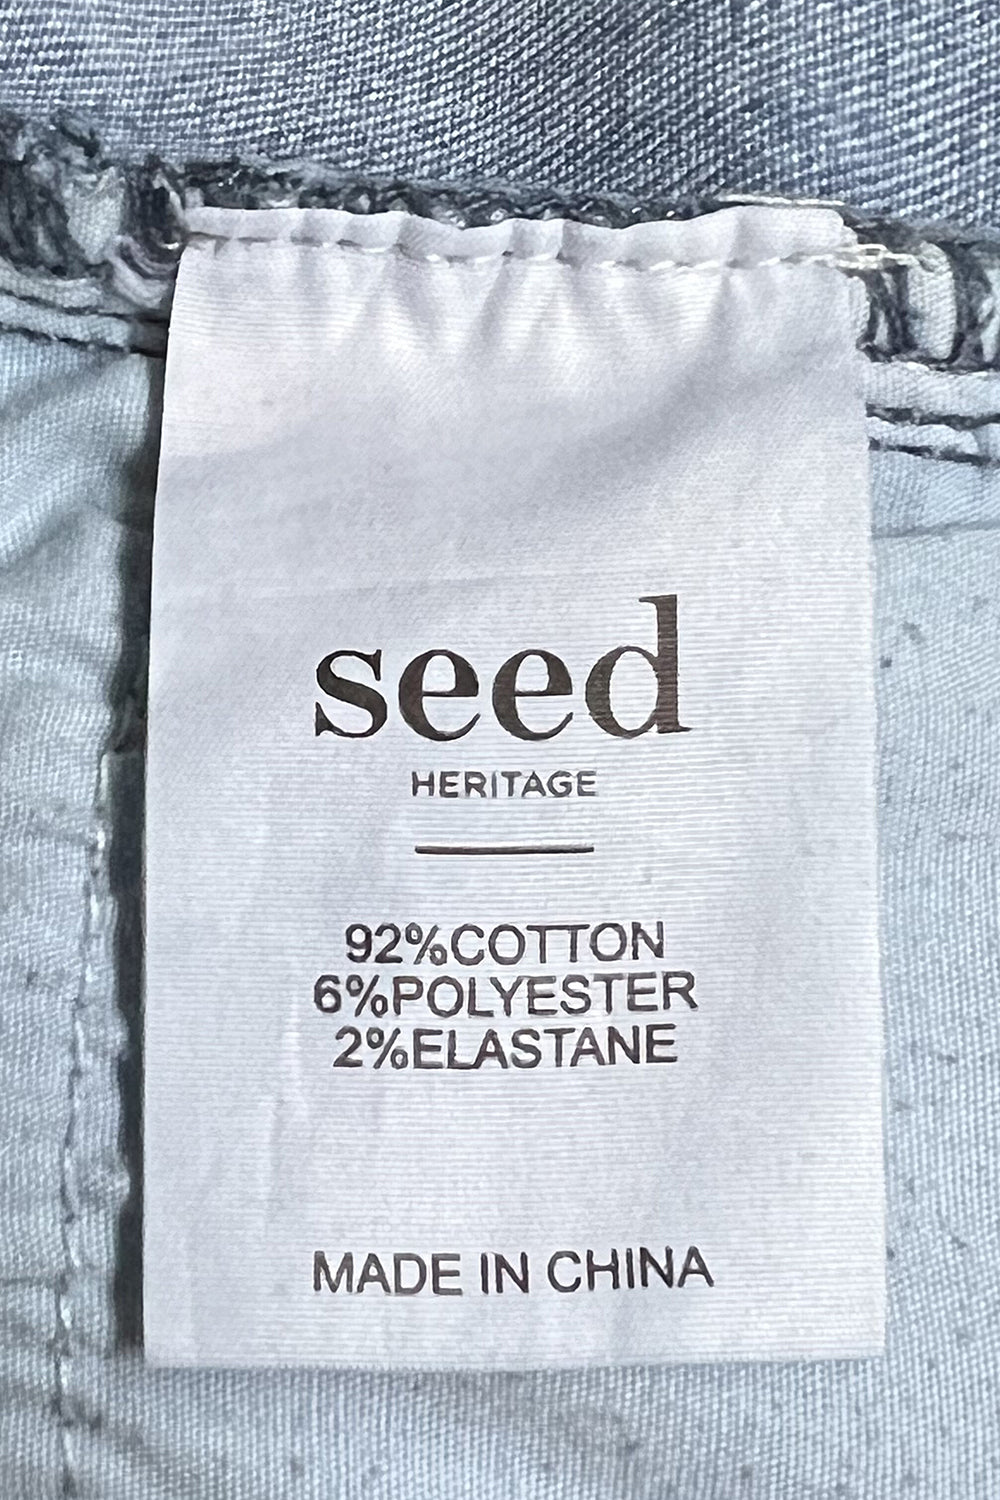 seed
HERITAGE
92%COTTON
6%POLYESTER
2%ELASTANE
MADE IN CHINA